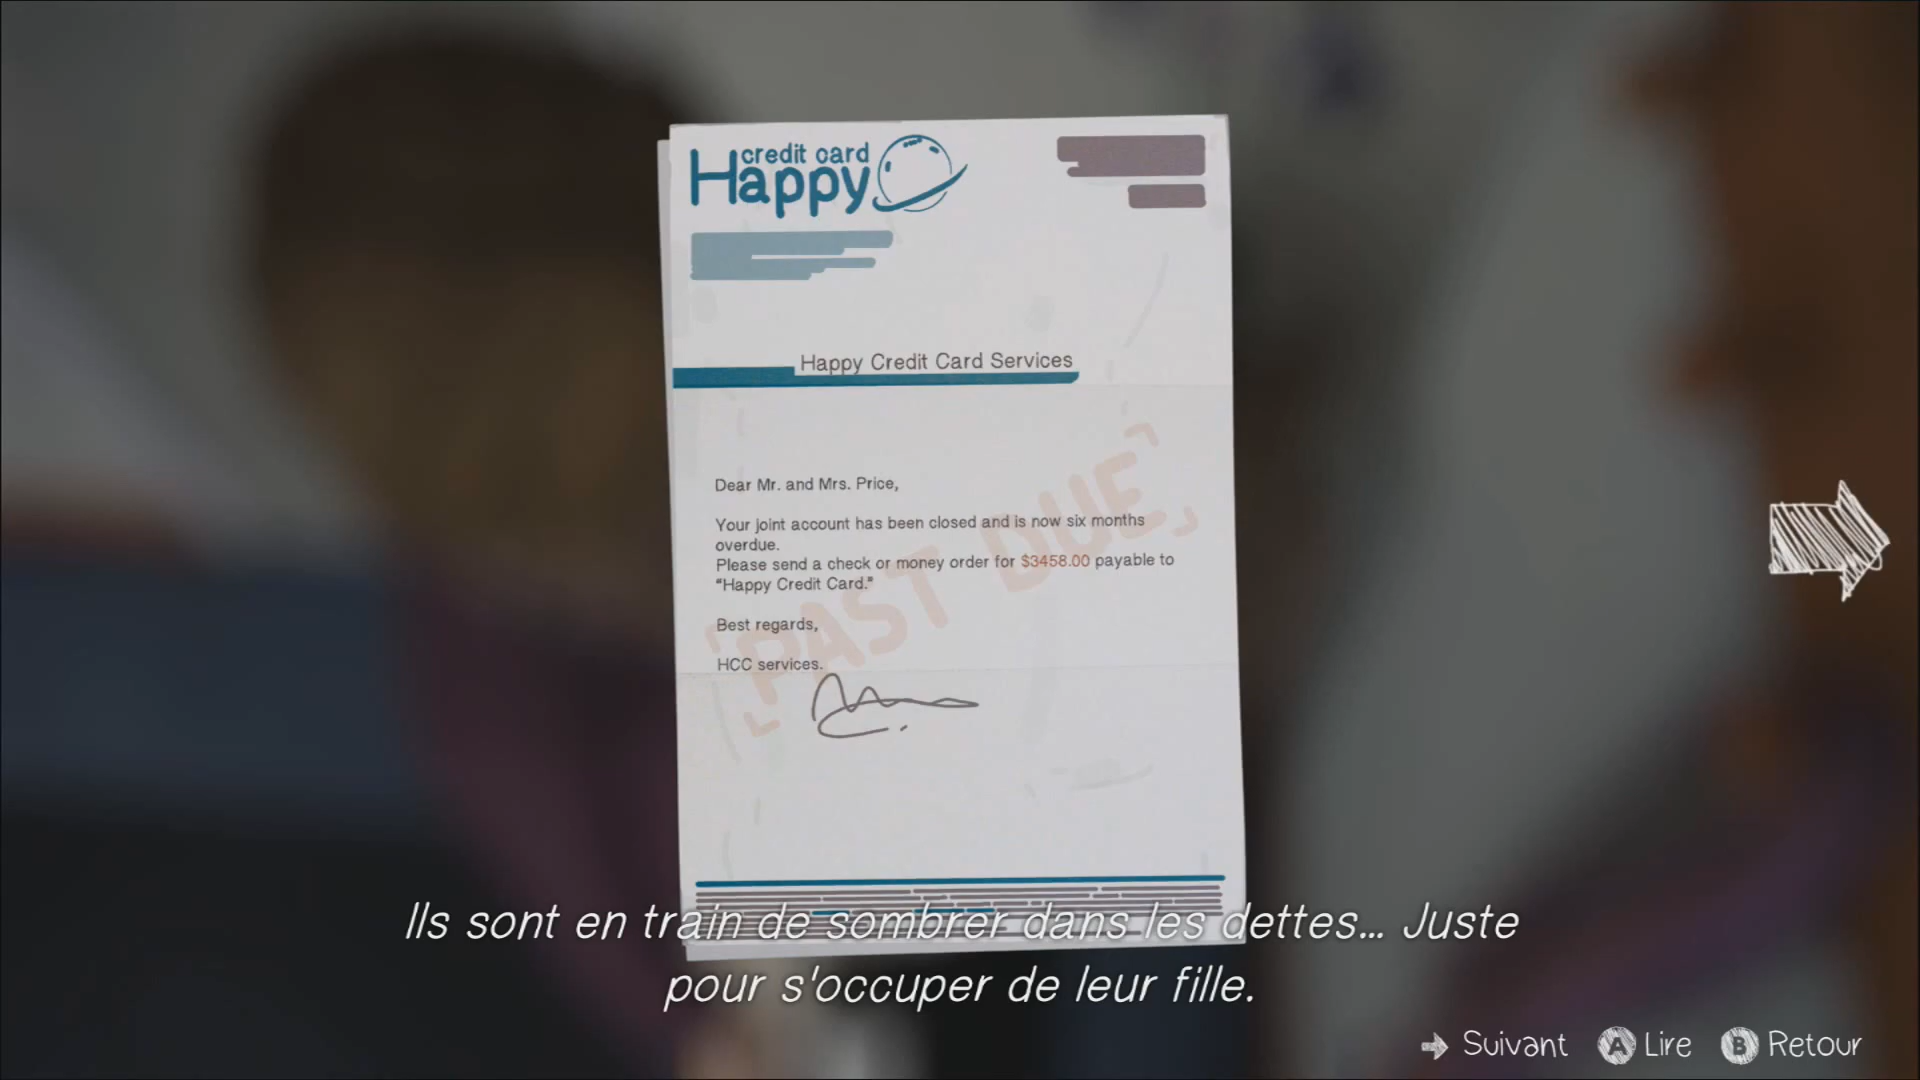 credit card
Happy
Happy Credit Card Services
Dear Mr. and Mrs. Price,
Your joint account has been closed and is now six months
overdue.
Please send a check or money order for $3458.00 payable to
“Happy Credit Card.”
Best regards,
HCC services.
PAST DUE
Ils sont en train de sombrer dans les dettes... Juste
pour s'occuper de leur fille.
Suivant A Lire B Retour